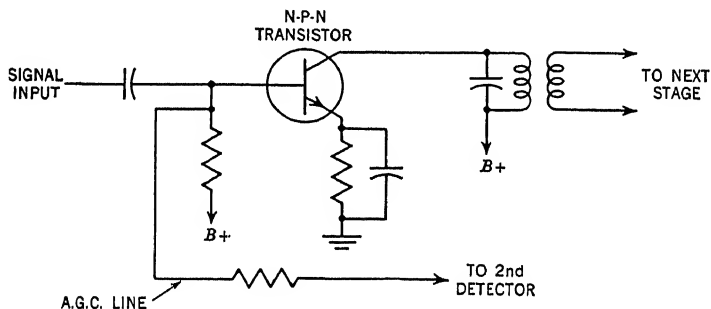 N-P-N
TRANSISTOR
SIGNAL
INPUT
TO NEXT
STAGE
B+
B+
TO 2nd
DETECTOR
A.G.C. LINE